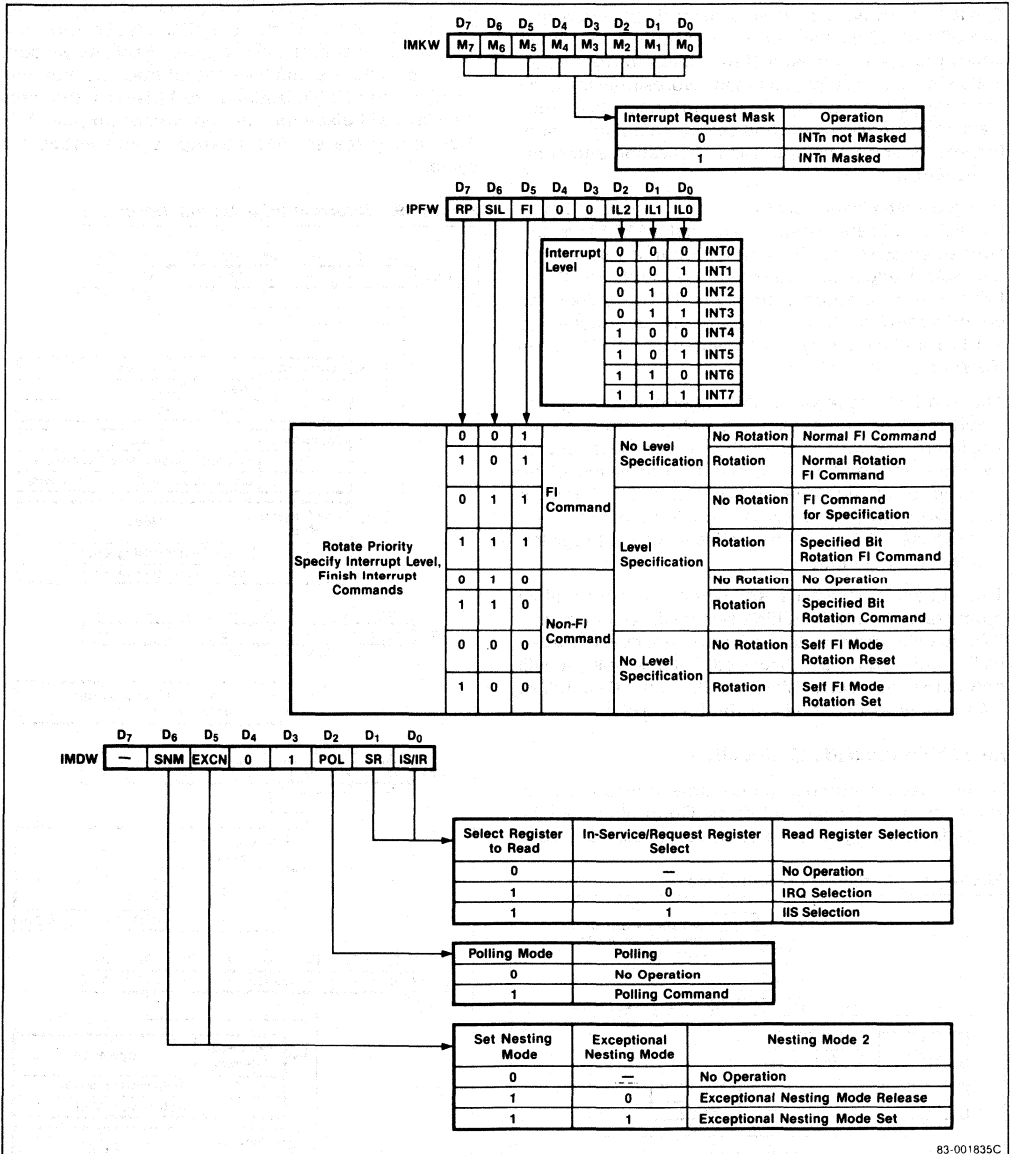 D7 D6 D5 D4 D3 D2 D1 D0
IMKW M7 M6 M5 M4 M3 M2 M1 M0
Interrupt Request Mask Operation
0 INTn not Masked
1 INTn Masked
D7 D6 D5 D4 D3 D2 D1 D0
IPFW RP SIL FI 0 0 IL2 IL1 IL0
Interrupt Level 0 0 0 INT0
0 0 1 INT1
0 1 0 INT2
0 1 1 INT3
1 0 0 INT4
1 0 1 INT5
1 1 0 INT6
1 1 1 INT7
Rotate Priority
Specify Interrupt Level,
Finish Interrupt
Commands
0 0 1 FI Command No Level Specification No Rotation Normal FI Command
1 0 1 Rotation Normal Rotation FI Command
0 1 1 Level Specification No Rotation FI Command for Specification
1 1 1 Rotation Specified Bit Rotation FI Command
0 1 0 Non-FI Command No Rotation No Operation
1 1 0 Rotation Specified Bit Rotation Command
0 0 0 No Level Specification No Rotation Self FI Mode Rotation Reset
1 0 0 Rotation Self FI Mode Rotation Set
D7 D6 D5 D4 D3 D2 D1 D0
IMDW — SNM EXCN 0 1 POL SR IS/IR
Select Register to Read In-Service/Request Register Select Read Register Selection
0 — No Operation
1 0 IRQ Selection
1 1 IIS Selection
Polling Mode Polling
0 No Operation
1 Polling Command
Set Nesting Mode Exceptional Nesting Mode Nesting Mode 2
0 — No Operation
1 0 Exceptional Nesting Mode Release
1 1 Exceptional Nesting Mode Set
83-001835C